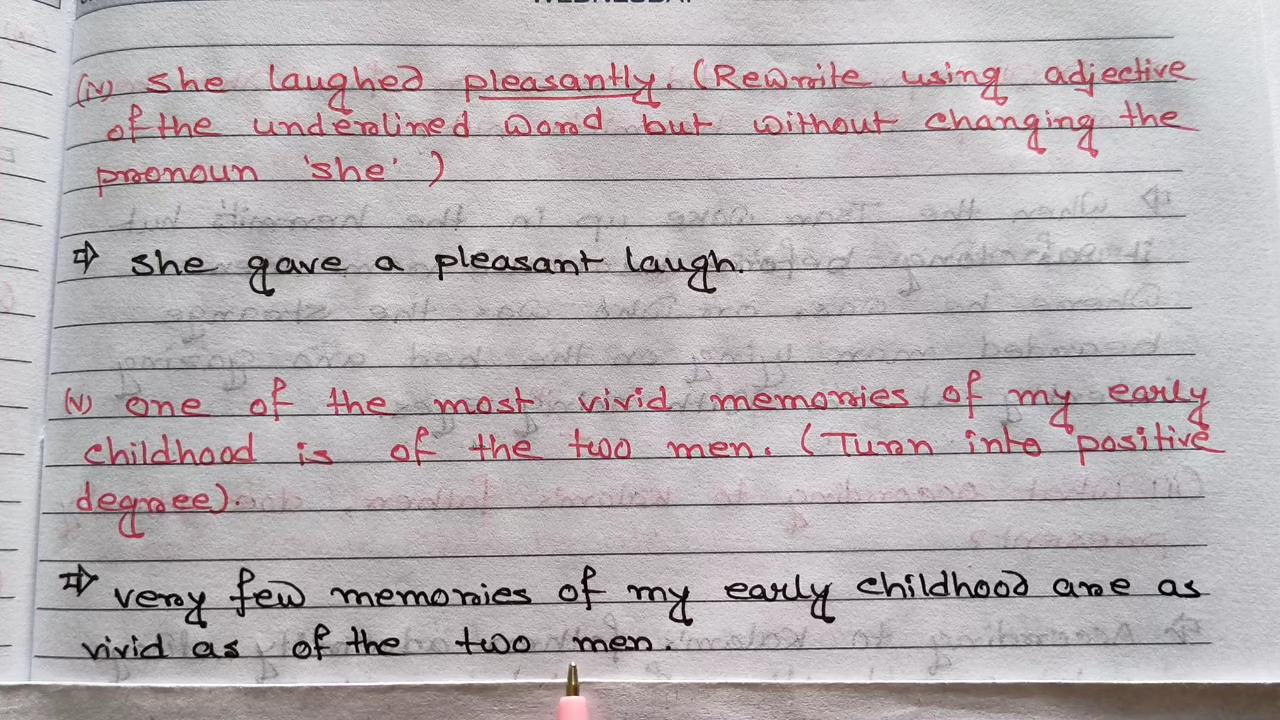 WEDNESDAY
(iv) she laughed pleasantly. (Rewrite using adjective
of the underlined word but without changing the
pronoun 'she')
⇒ she gave a pleasant laugh.
(v) one of the most vivid memories of my early
childhood is of the two men. (Turn into positive
degree).
⇒ very few memories of my early childhood are as
vivid as of the two men.